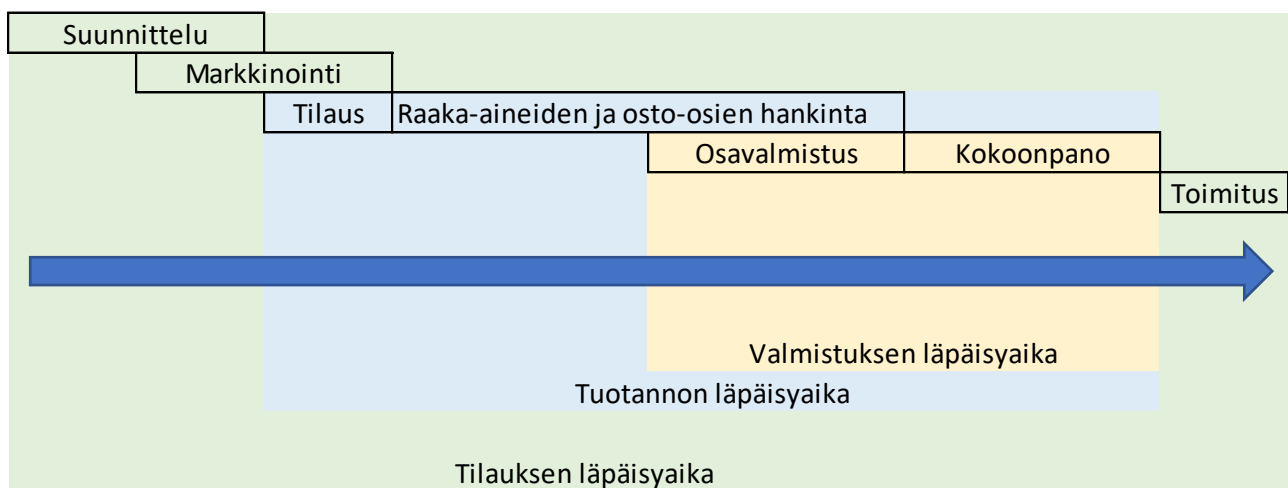 Suunnittelu
Markkinointi
Tilaus
Raaka-aineiden ja osto-osien hankinta
Osavalmistus
Kokoonpano
Toimitus
Valmistuksen läpäisyaika
Tuotannon läpäisyaika
Tilauksen läpäisyaika